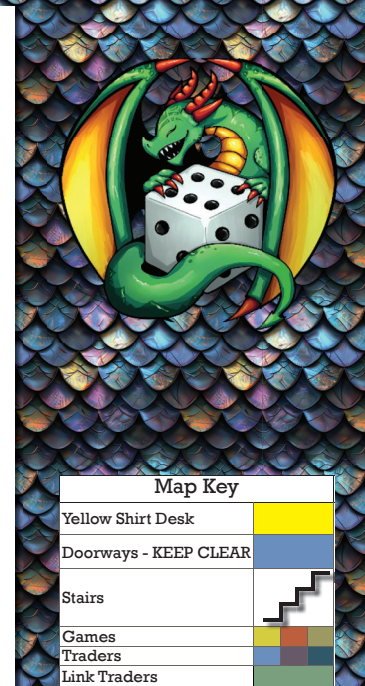 Map Key
Yellow Shirt Desk
Doorways - KEEP CLEAR
Stairs
Games
Traders
Link Traders